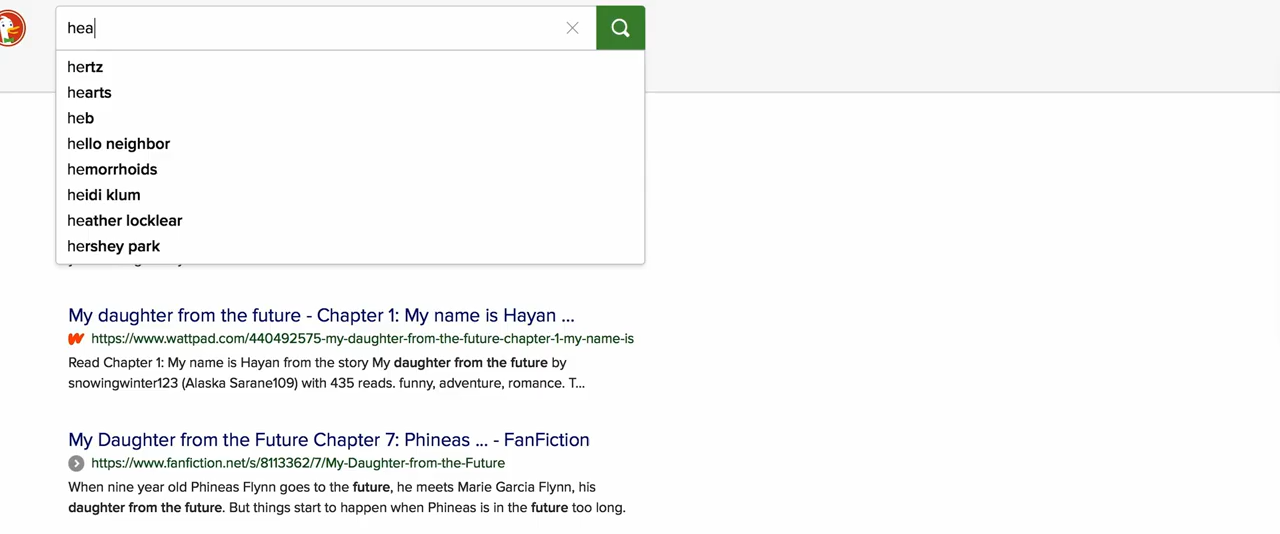 hea
hertz
hearts
heb
hello neighbor
hemorrhoids
heidi klum
heather locklear
hershey park
My daughter from the future - Chapter 1: My name is Hayan ...
https://www.wattpad.com/440492575-my-daughter-from-the-future-chapter-1-my-name-is
Read Chapter 1: My name is Hayan from the story My daughter from the future by
snowingwinter123 (Alaska Sarane109) with 435 reads. funny, adventure, romance. T...
My Daughter from the Future Chapter 7: Phineas ... - FanFiction
https://www.fanfiction.net/s/8113362/7/My-Daughter-from-the-Future
When nine year old Phineas Flynn goes to the future, he meets Marie Garcia Flynn, his
daughter from the future. But things start to happen when Phineas is in the future too long.